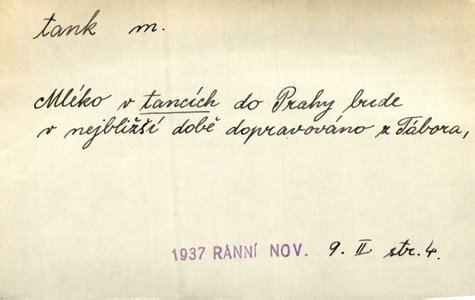 tank m.
Mléko v tancích do Prahy bude
v nejbližší době dopravováno z Tábora,
1937 RANNÍ NOV. 9. II str. 4.